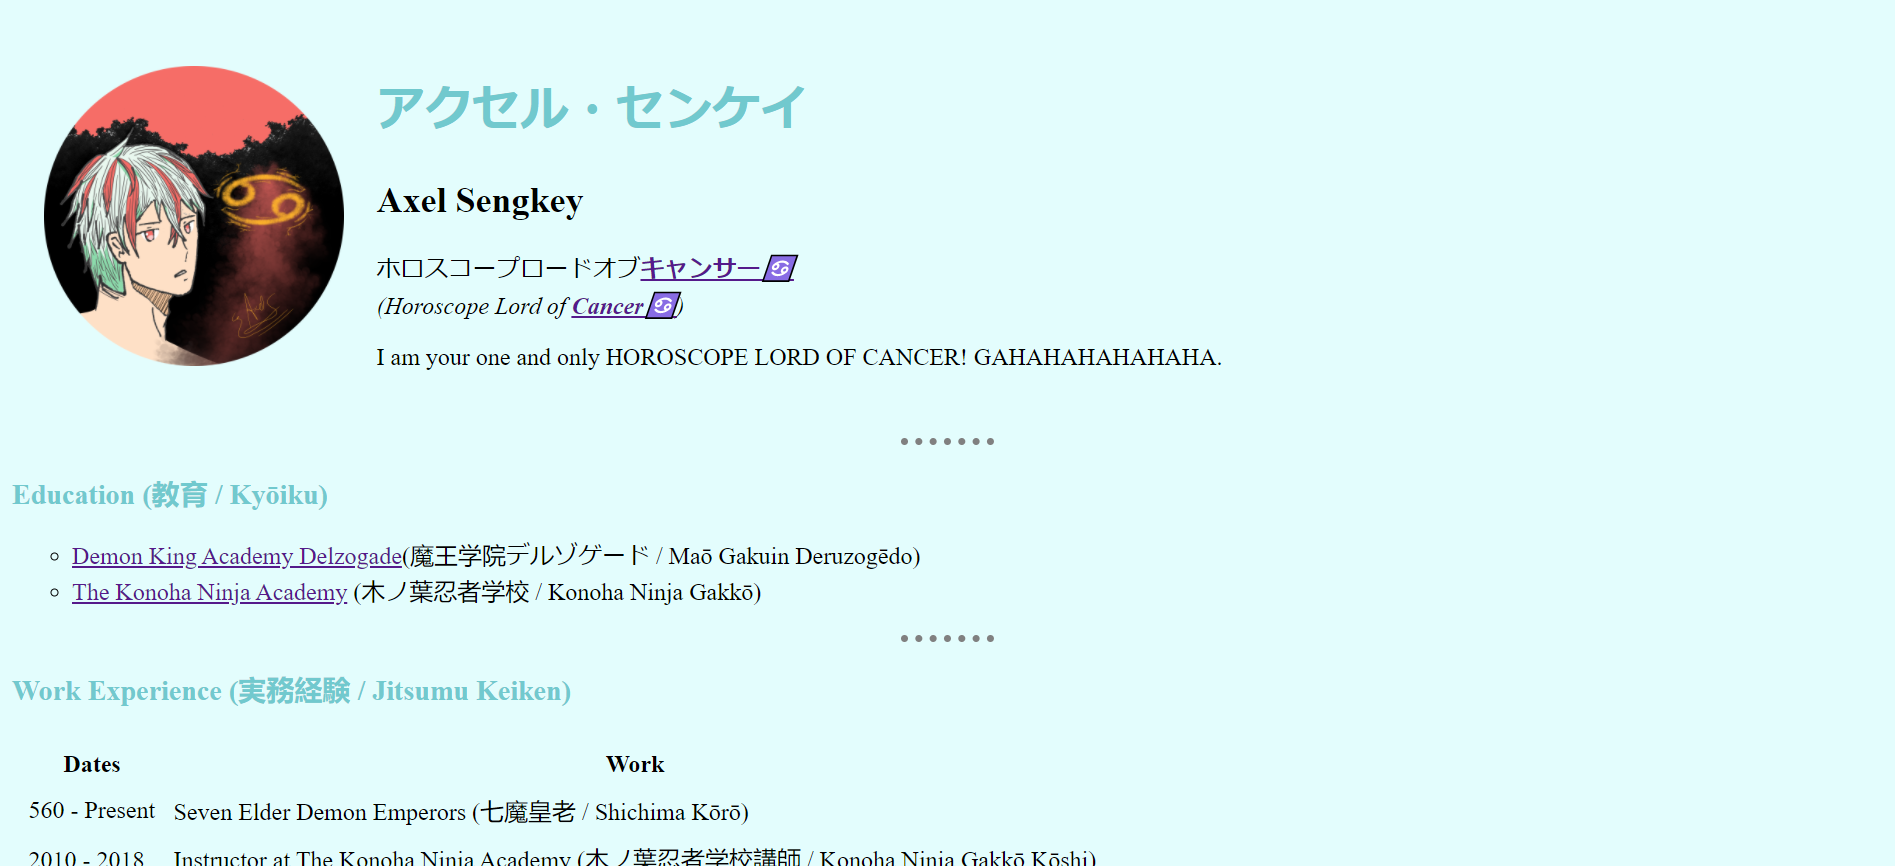 アクセル・センケイ
Axel Sengkey
ホロスコープロードオブキャンサー♋
(Horoscope Lord of Cancer♋)
I am your one and only HOROSCOPE LORD OF CANCER! GAHAHAHAHAHAHA.
Education (教育 / Kyōiku)
Demon King Academy Delzogade(魔王学院デルゾゲード / Maō Gakuin Deruzogēdo)
The Konoha Ninja Academy (木ノ葉忍者学校 / Konoha Ninja Gakkō)
Work Experience (実務経験 / Jitsumu Keiken)
Dates Work
560 - Present Seven Elder Demon Emperors (七魔皇老 / Shichima Kōrō)
2010 - 2018 Instructor at The Konoha Ninja Academy (木ノ葉忍者学校講師 / Konoha Ninja Gakkō Kōshi)